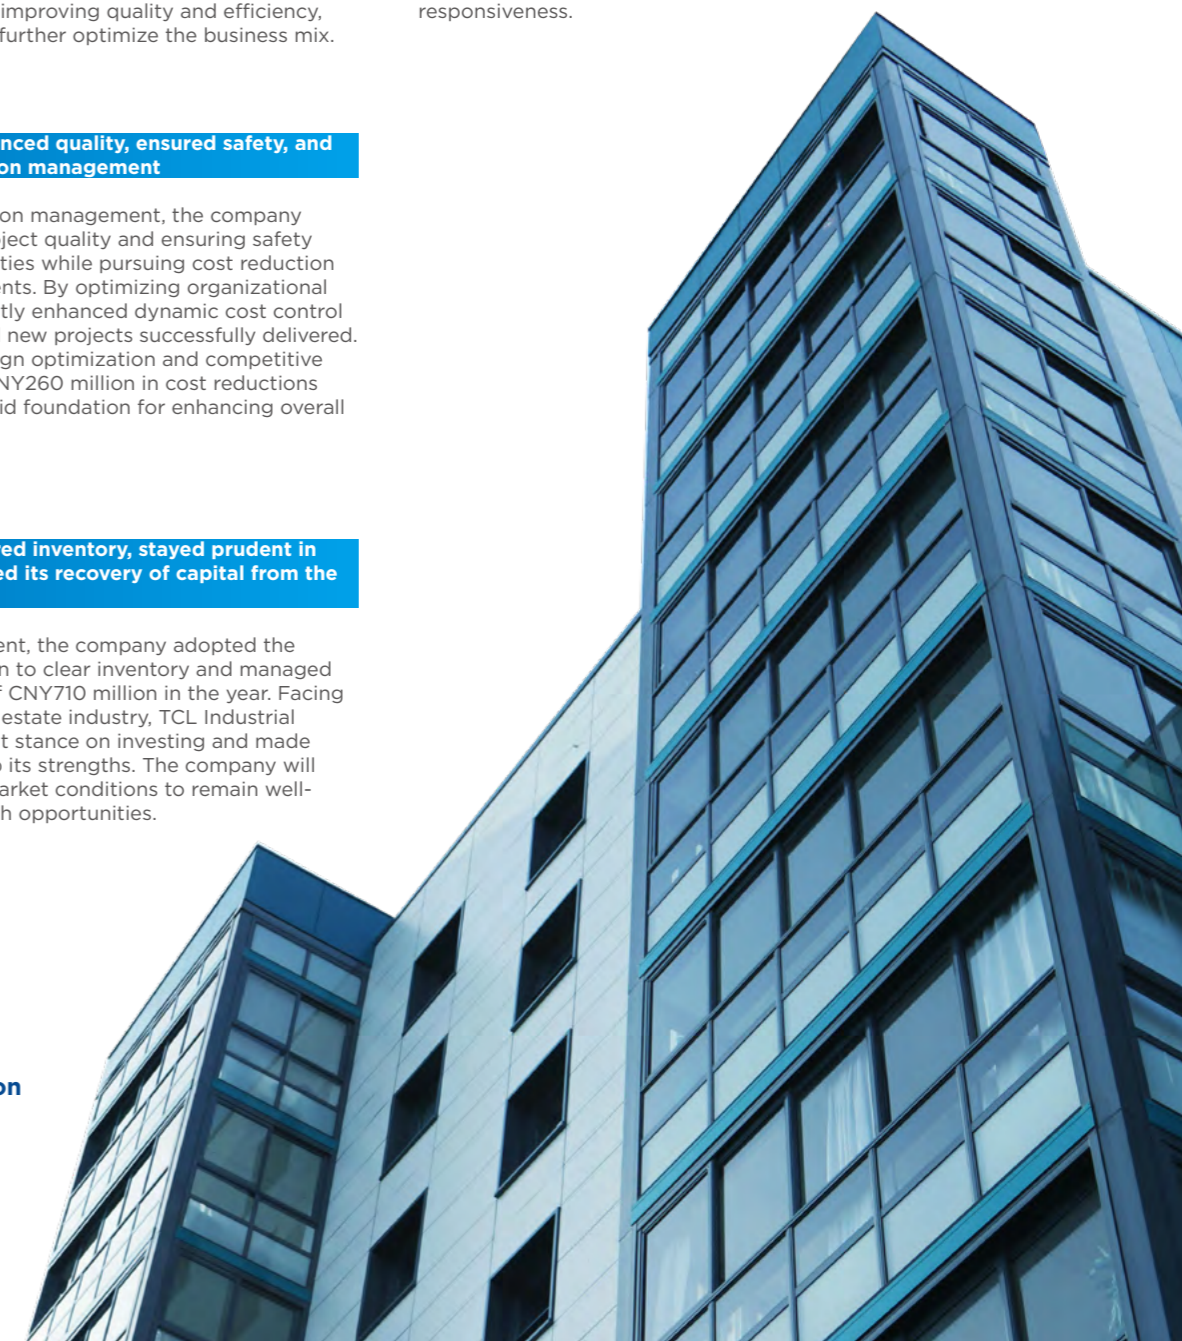 improving quality and efficiency,
further optimize the business mix.
responsiveness.
nced quality, ensured safety, and
on management
on management, the company
ject quality and ensuring safety
ties while pursuing cost reduction
nts. By optimizing organizational
tly enhanced dynamic cost control
new projects successfully delivered.
gn optimization and competitive
NY260 million in cost reductions
id foundation for enhancing overall
red inventory, stayed prudent in
ed its recovery of capital from the
ent, the company adopted the
n to clear inventory and managed
f CNY710 million in the year. Facing
estate industry, TCL Industrial
t stance on investing and made
o its strengths. The company will
arket conditions to remain well-
h opportunities.
on